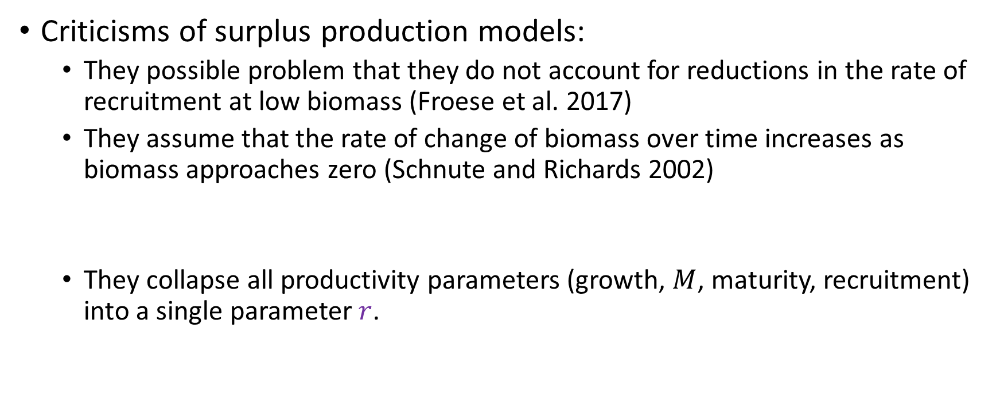 • Criticisms of surplus production models:
• They possible problem that they do not account for reductions in the rate of
recruitment at low biomass (Froese et al. 2017)
• They assume that the rate of change of biomass over time increases as
biomass approaches zero (Schnute and Richards 2002)
• They collapse all productivity parameters (growth, M, maturity, recruitment)
into a single parameter r.